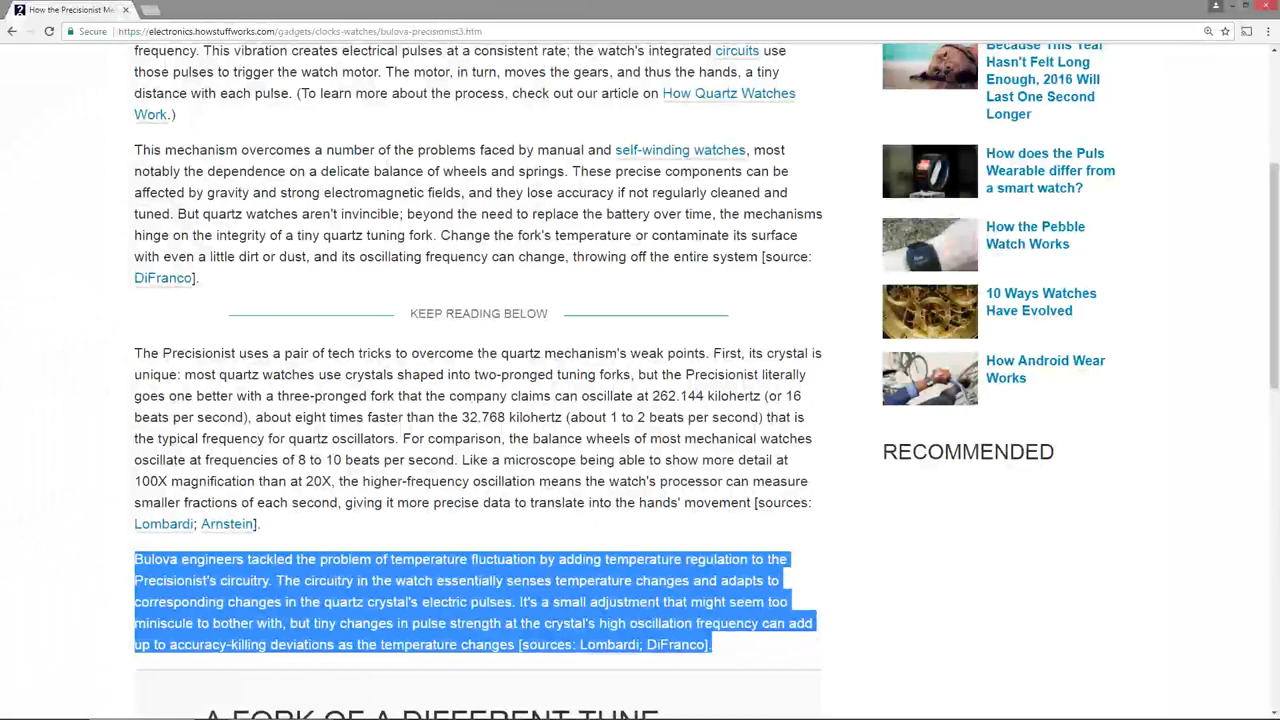 How the Precisionist Me
Secure
https://electronics.howstuffworks.com/gadgets/clocks-watches/bulova-precisionist3.htm
frequency. This vibration creates electrical pulses at a consistent rate; the watch's integrated circuits use
those pulses to trigger the watch motor. The motor, in turn, moves the gears, and thus the hands, a tiny
distance with each pulse. (To learn more about the process, check out our article on How Quartz Watches
Work.)
This mechanism overcomes a number of the problems faced by manual and self-winding watches, most
notably the dependence on a delicate balance of wheels and springs. These precise components can be
affected by gravity and strong electromagnetic fields, and they lose accuracy if not regularly cleaned and
tuned. But quartz watches aren't invincible; beyond the need to replace the battery over time, the mechanisms
hinge on the integrity of a tiny quartz tuning fork. Change the fork's temperature or contaminate its surface
with even a little dirt or dust, and its oscillating frequency can change, throwing off the entire system [source:
DiFranco].
KEEP READING BELOW
The Precisionist uses a pair of tech tricks to overcome the quartz mechanism's weak points. First, its crystal is
unique: most quartz watches use crystals shaped into two-pronged tuning forks, but the Precisionist literally
goes one better with a three-pronged fork that the company claims can oscillate at 262.144 kilohertz (or 16
beats per second), about eight times faster than the 32.768 kilohertz (about 1 to 2 beats per second) that is
the typical frequency for quartz oscillators. For comparison, the balance wheels of most mechanical watches
oscillate at frequencies of 8 to 10 beats per second. Like a microscope being able to show more detail at
100X magnification than at 20X, the higher-frequency oscillation means the watch's processor can measure
smaller fractions of each second, giving it more precise data to translate into the hands' movement [sources:
Lombardi; Arnstein].
Bulova engineers tackled the problem of temperature fluctuation by adding temperature regulation to the
Precisionist's circuitry. The circuitry in the watch essentially senses temperature changes and adapts to
corresponding changes in the quartz crystal's electric pulses. It's a small adjustment that might seem too
miniscule to bother with, but tiny changes in pulse strength at the crystal's high oscillation frequency can add
up to accuracy-killing deviations as the temperature changes [sources: Lombardi; DiFranco].
A FORK OF A DIFFERENT TUNE
Because This Year
Hasn't Felt Long
Enough, 2016 Will
Last One Second
Longer
How does the Puls
Wearable differ from
a smart watch?
How the Pebble
Watch Works
10 Ways Watches
Have Evolved
How Android Wear
Works
RECOMMENDED